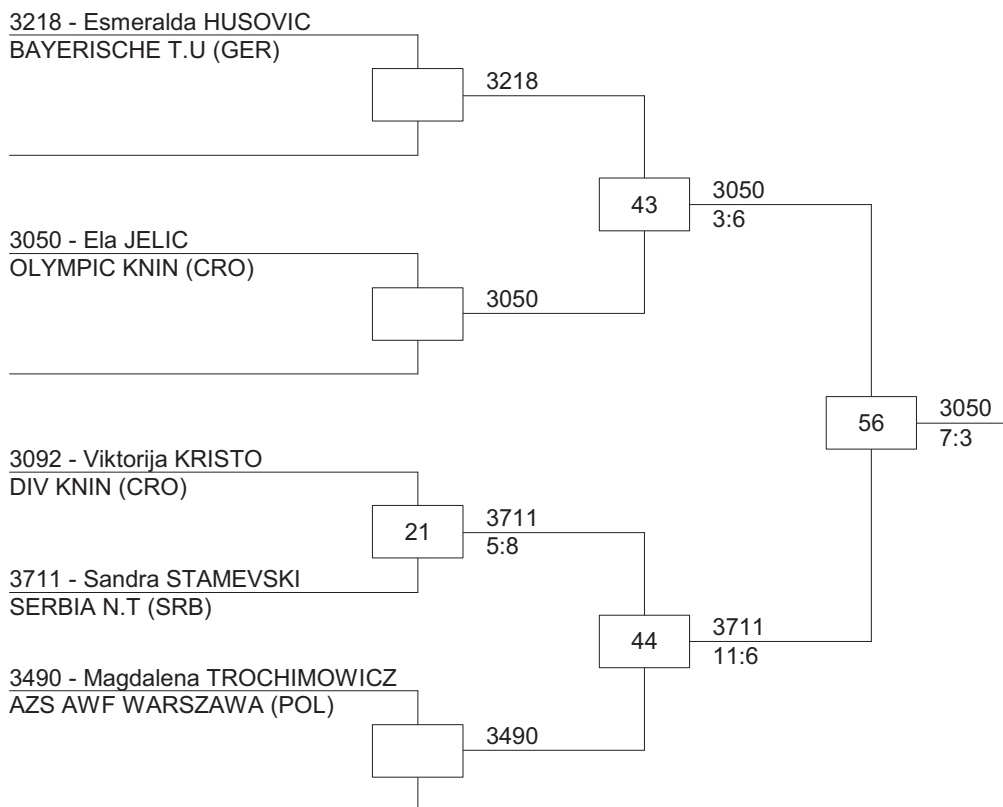 3218 - Esmeralda HUSOVIC
BAYERISCHE T.U (GER)
3218
43
3050
3:6
3050 - Ela JELIC
OLYMPIC KNIN (CRO)
3050
56
3050
7:3
3092 - Viktorija KRISTO
DIV KNIN (CRO)
21
3711
5:8
3711 - Sandra STAMEVSKI
SERBIA N.T (SRB)
44
3711
11:6
3490 - Magdalena TROCHIMOWICZ
AZS AWF WARSZAWA (POL)
3490